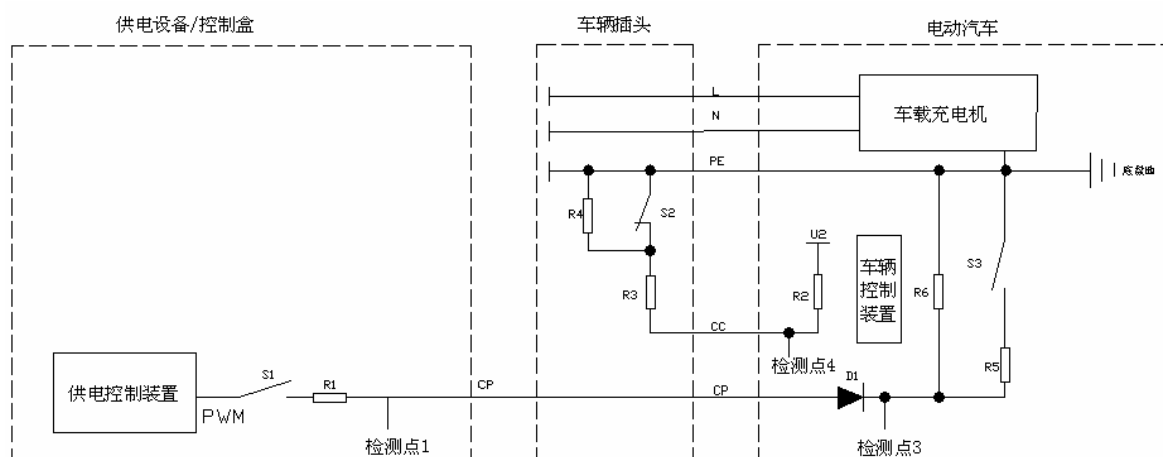 供电设备/控制盒
车辆插头
电动汽车
L
车载充电机
N
PE
R4
S2
U2
车辆
控制
装置
S3
R3
R2
R6
CC
检测点4
R5
供电控制装置
S1
R1
CP
CP
D1
PWM
检测点1
检测点3